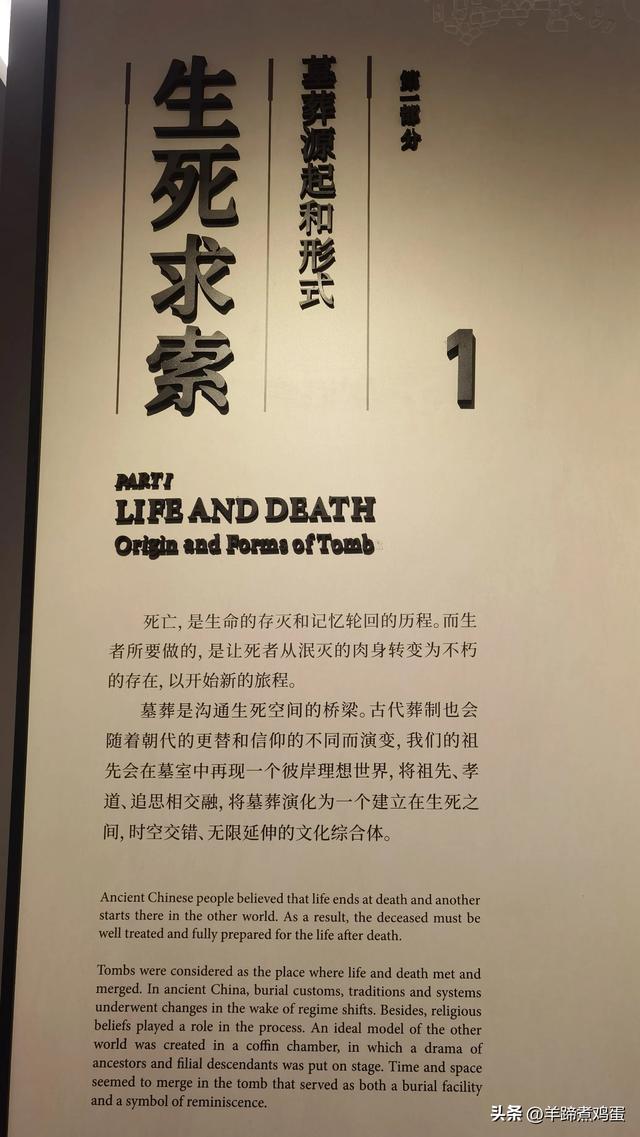 第一部分
墓葬源起和形式
生死求索
1
PART I
LIFE AND DEATH
Origin and Forms of Tomb
死亡，是生命的存灭和记忆轮回的历程。而生
者所要做的，是让死者从泯灭的肉身转变为不朽
的存在，以开始新的旅程。
墓葬是沟通生死空间的桥梁。古代葬制也会
随着朝代的更替和信仰的不同而演变，我们的祖
先会在墓室中再现一个彼岸理想世界，将祖先、孝
道、追思相交融，将墓葬演化为一个建立在生死之
间，时空交错、无限延伸的文化综合体。
Ancient Chinese people believed that life ends at death and another
starts there in the other world. As a result, the deceased must be
well treated and fully prepared for the life after death.
Tombs were considered as the place where life and death met and
merged. In ancient China, burial customs, traditions and systems
underwent changes in the wake of regime shifts. Besides, religious
beliefs played a role in the process. An ideal model of the other
world was created in a coffin chamber, in which a drama of
ancestors and filial descendants was put on stage. Time and space
seemed to merge in the tomb that served as both a burial facility
and a symbol of reminiscence.
头条 @羊蹄煮鸡蛋